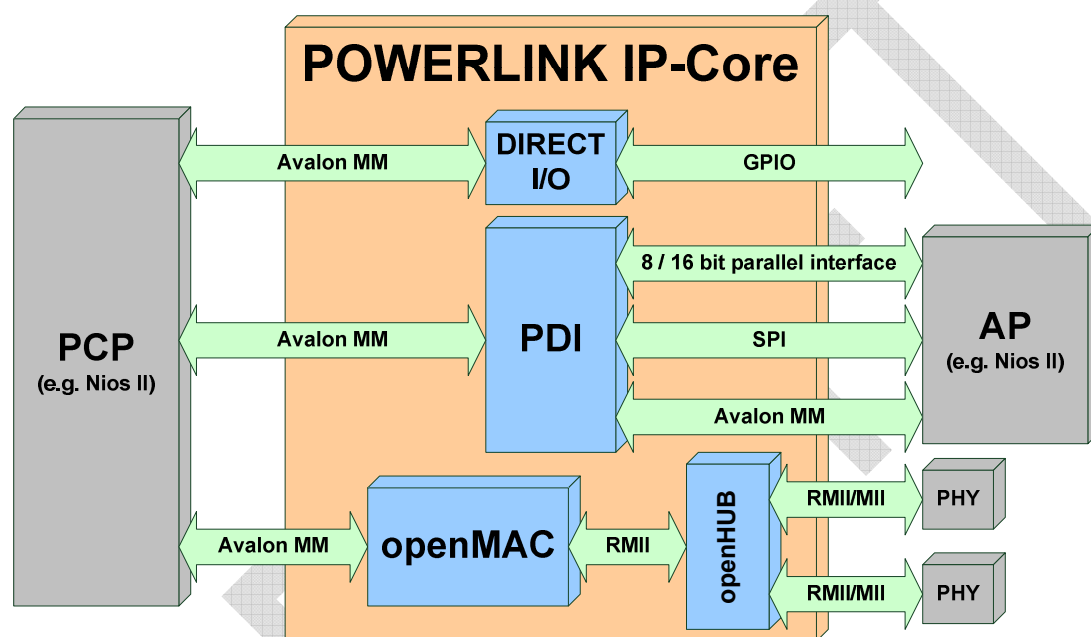 POWERLINK IP-Core
DIRECT
I/O
Avalon MM
GPIO
PCP
(e.g. Nios II)
Avalon MM
PDI
8 / 16 bit parallel interface
SPI
Avalon MM
AP
(e.g. Nios II)
Avalon MM
openMAC
RMII
openHUB
RMII/MII
PHY
RMII/MII
PHY